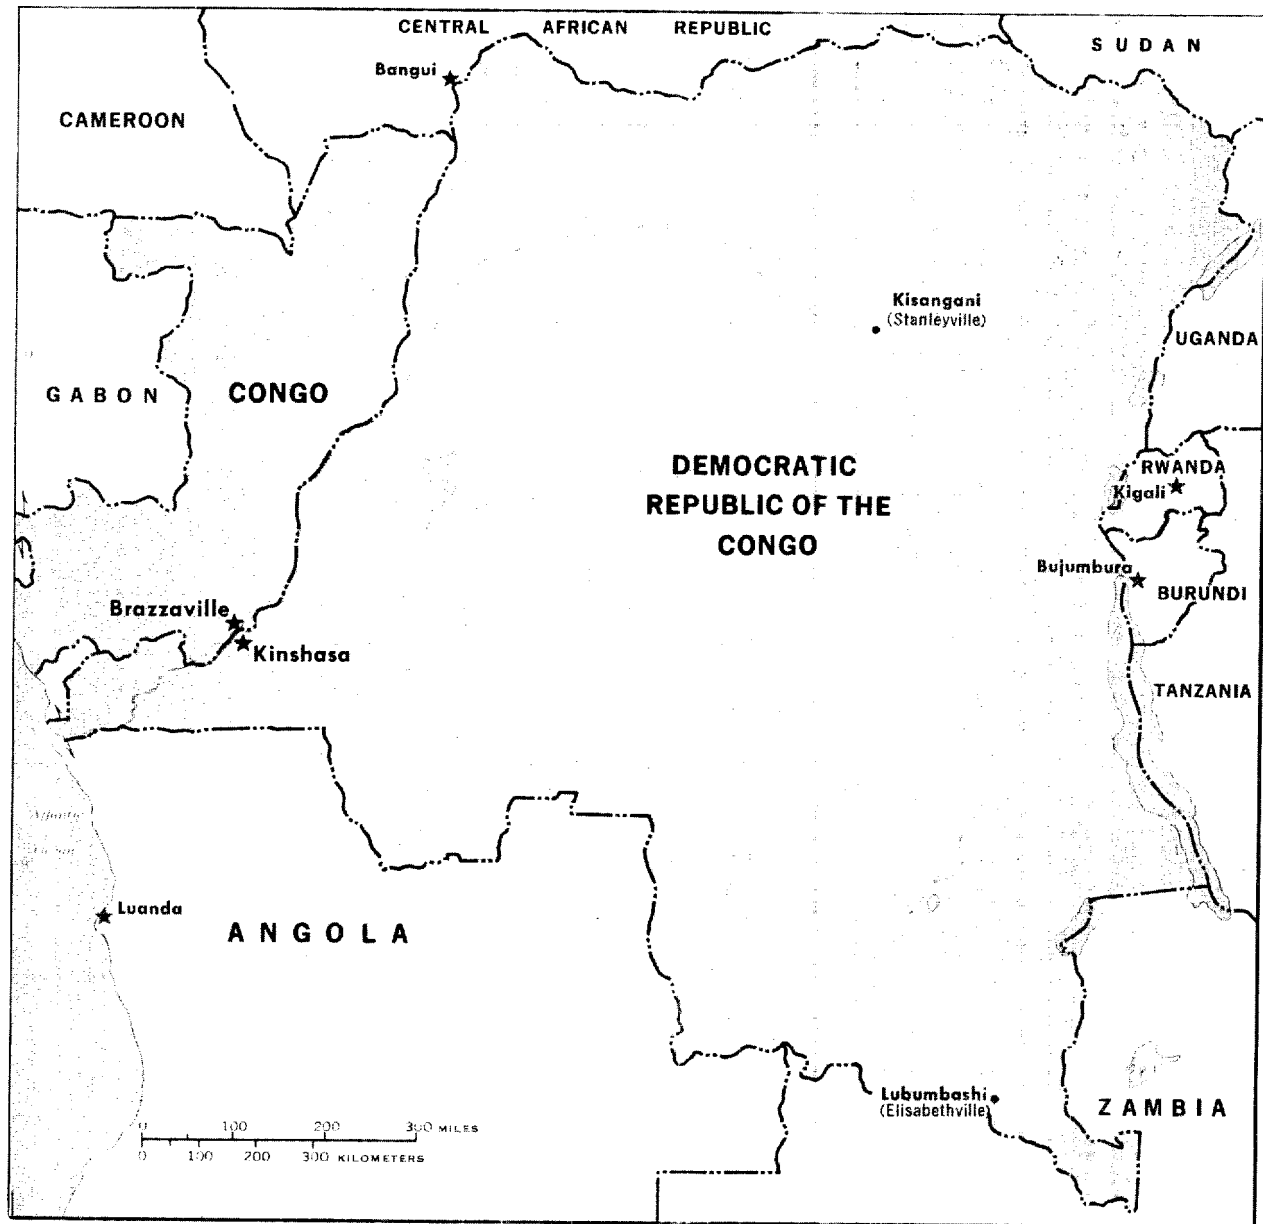 CENTRAL AFRICAN REPUBLIC
SUDAN
Bangui
CAMEROON
Kisangani
(Stanleyville)
UGANDA
GABON
CONGO
DEMOCRATIC
REPUBLIC OF THE
CONGO
RWANDA
Kigali
Bujumbura
BURUNDI
Brazzaville
Kinshasa
TANZANIA
Atlantic
Luanda
ANGOLA
Lubumbashi
(Elisabethville)
ZAMBIA
0 100 200 300 MILES
0 100 200 300 KILOMETERS